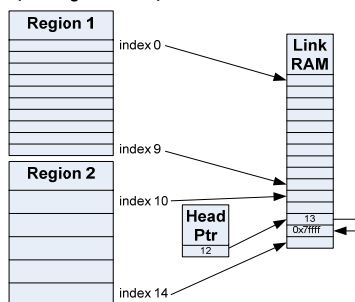 Region 1
index 0
index 9
Region 2
index 10
index 14
Head
Ptr
12
Link
RAM
13
0x7ffff